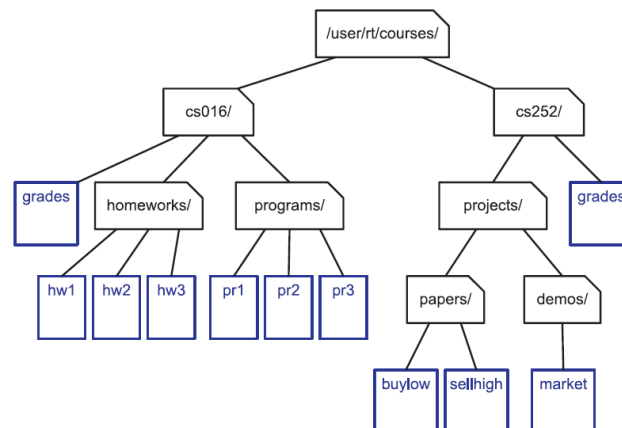 /user/rt/courses/
cs016/
cs252/
grades
homeworks/
programs/
projects/
grades
hw1
hw2
hw3
pr1
pr2
pr3
papers/
demos/
buylow
sellhigh
market